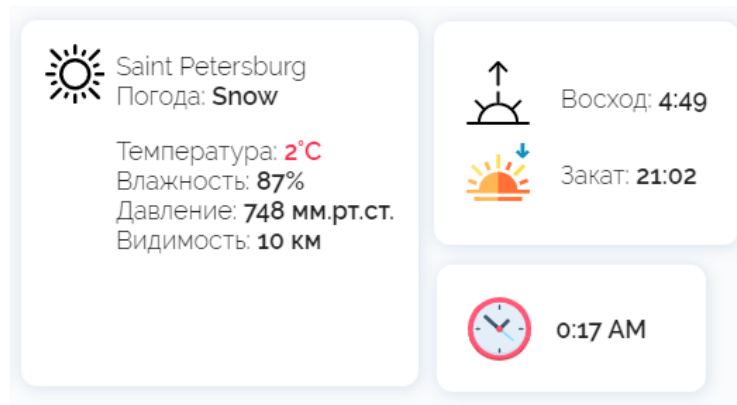 Saint Petersburg
Погода: Snow
Температура: 2°C
Влажность: 87%
Давление: 748 мм.рт.ст.
Видимость: 10 км
Восход: 4:49
Закат: 21:02
0:17 AM